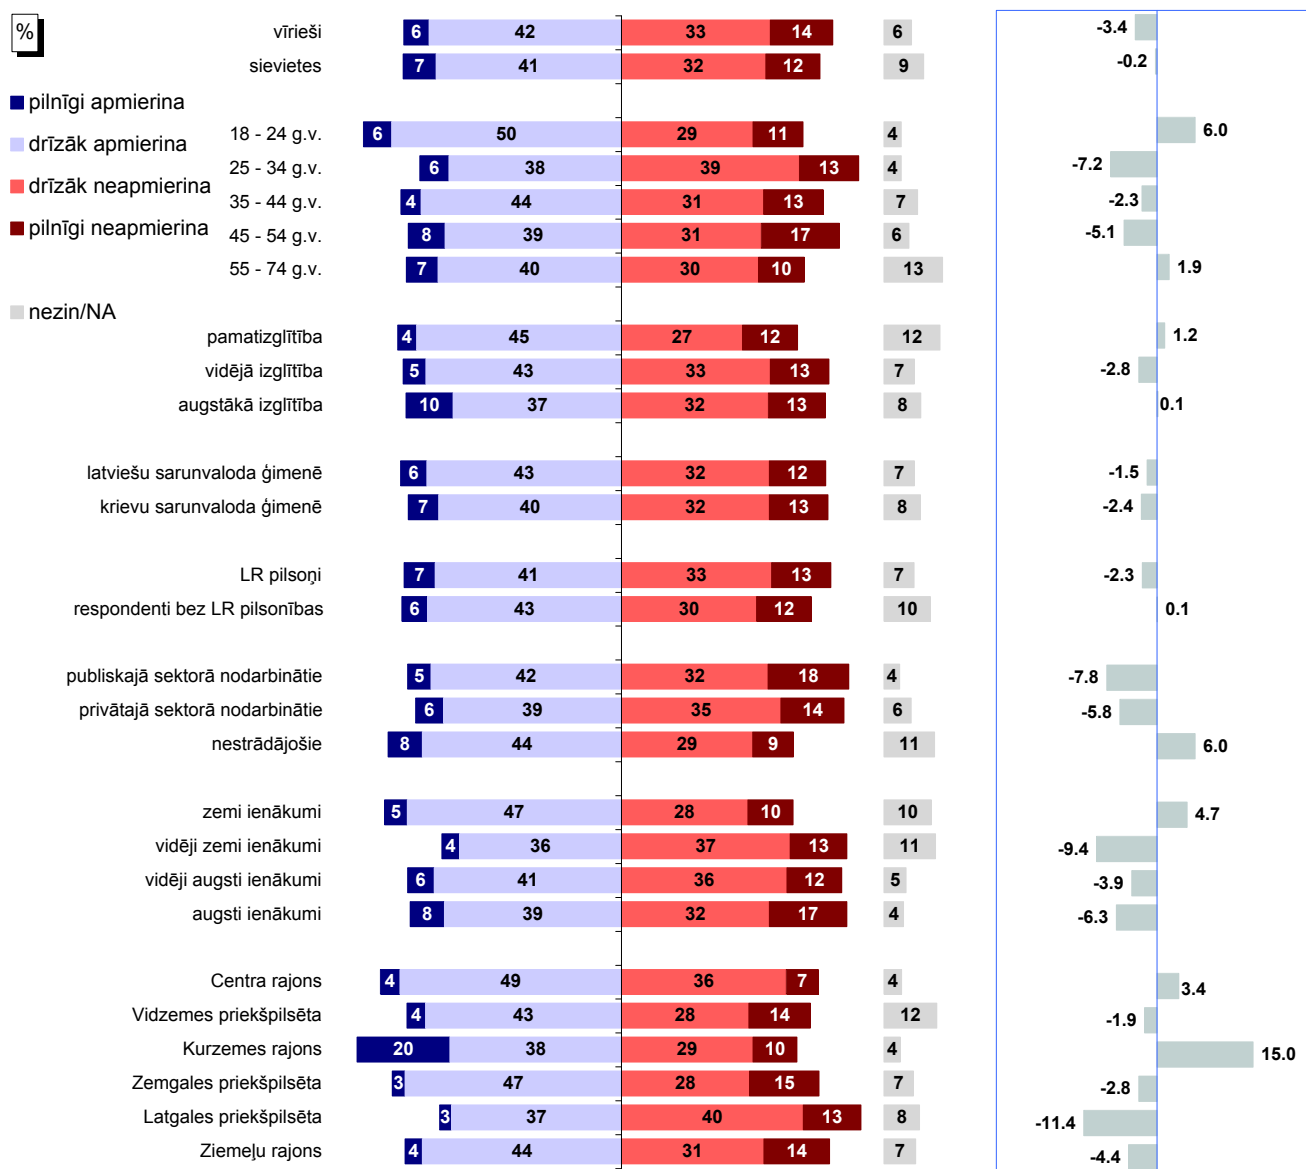 %
pilnīgi apmierina
drīzāk apmierina
drīzāk neapmierina
pilnīgi neapmierina
nezin/NA
vīrieši 6 42 33 14 6 -3.4
sievietes 7 41 32 12 9 -0.2
18 - 24 g.v. 6 50 29 11 4 6.0
25 - 34 g.v. 6 38 39 13 4 -7.2
35 - 44 g.v. 4 44 31 13 7 -2.3
45 - 54 g.v. 8 39 31 17 6 -5.1
55 - 74 g.v. 7 40 30 10 13 1.9
pamatizglītība 4 45 27 12 12 1.2
vidējā izglītība 5 43 33 13 7 -2.8
augstākā izglītība 10 37 32 13 8 0.1
latviešu sarunvaloda ģimenē 6 43 32 12 7 -1.5
krievu sarunvaloda ģimenē 7 40 32 13 8 -2.4
LR pilsoņi 7 41 33 13 7 -2.3
respondenti bez LR pilsonības 6 43 30 12 10 0.1
publiskajā sektorā nodarbinātie 5 42 32 18 4 -7.8
privātajā sektorā nodarbinātie 6 39 35 14 6 -5.8
nestrādājošie 8 44 29 9 11 6.0
zemi ienākumi 5 47 28 10 10 4.7
vidēji zemi ienākumi 4 36 37 13 11 -9.4
vidēji augsti ienākumi 6 41 36 12 5 -3.9
augsti ienākumi 8 39 32 17 4 -6.3
Centra rajons 4 49 36 7 4 3.4
Vidzemes priekšpilsēta 4 43 28 14 12 -1.9
Kurzemes rajons 20 38 29 10 4 15.0
Zemgales priekšpilsēta 3 47 28 15 7 -2.8
Latgales priekšpilsēta 3 37 40 13 8 -11.4
Ziemeļu rajons 4 44 31 14 7 -4.4